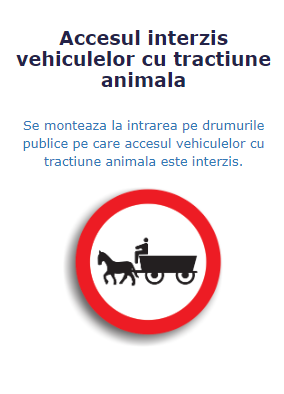 Accesul interzis
vehiculelor cu tractiune
animala
Se monteaza la intrarea pe drumurile
publice pe care accesul vehiculelor cu
tractiune animala este interzis.